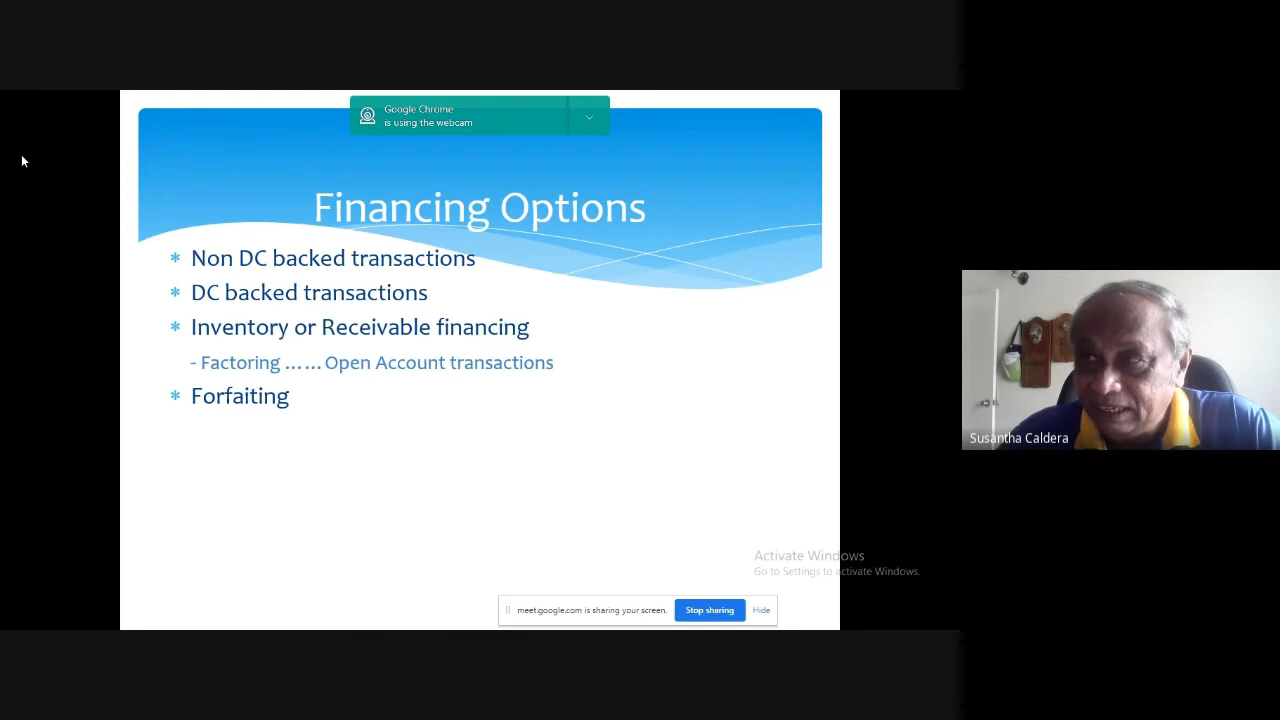 Google Chrome
is using the webcam
Financing Options
* Non DC backed transactions
* DC backed transactions
* Inventory or Receivable financing
- Factoring ...... Open Account transactions
* Forfaiting
Susantha Caldera
Activate Windows
Go to Settings to activate Windows.
meet.google.com is sharing your screen.
Stop sharing
Hide